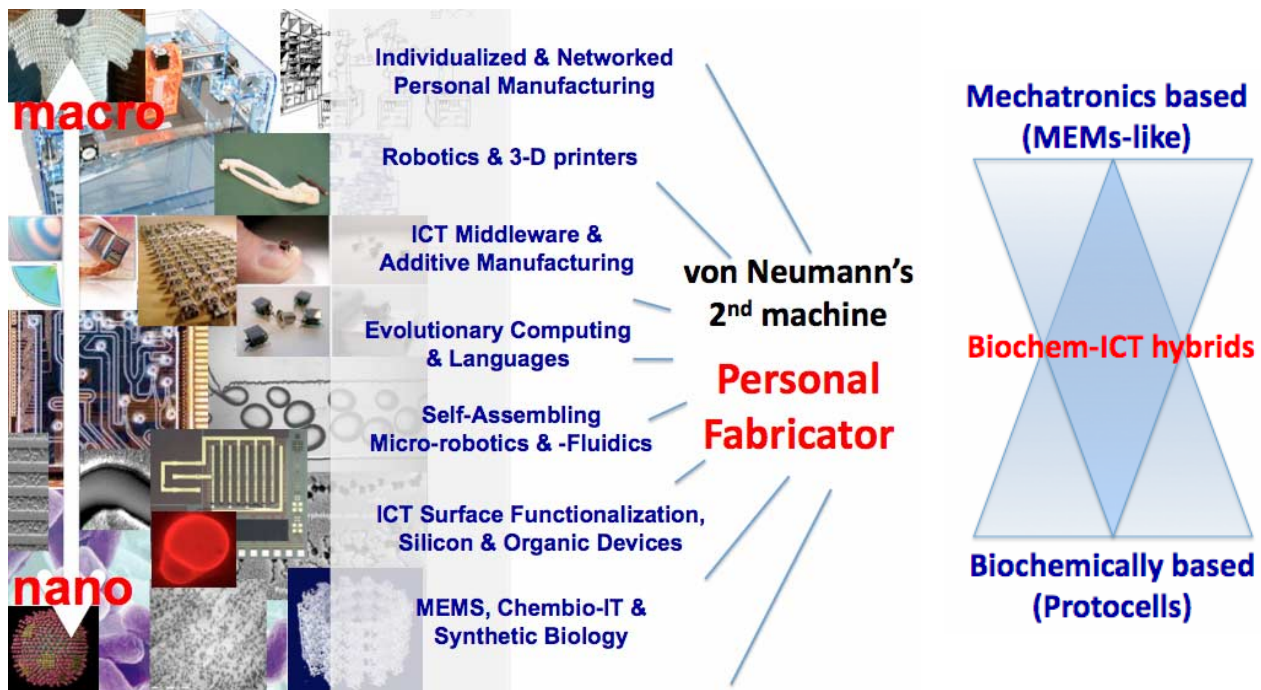 macro
nano
Individualized & Networked
Personal Manufacturing
Robotics & 3-D printers
ICT Middleware &
Additive Manufacturing
Evolutionary Computing
& Languages
Self-Assembling
Micro-robotics & -Fluidics
ICT Surface Functionalization,
Silicon & Organic Devices
MEMS, Chembio-IT &
Synthetic Biology
von Neumann’s
2nd machine
Personal
Fabricator
Mechatronics based
(MEMs-like)
Biochem-ICT hybrids
Biochemically based
(Protocells)